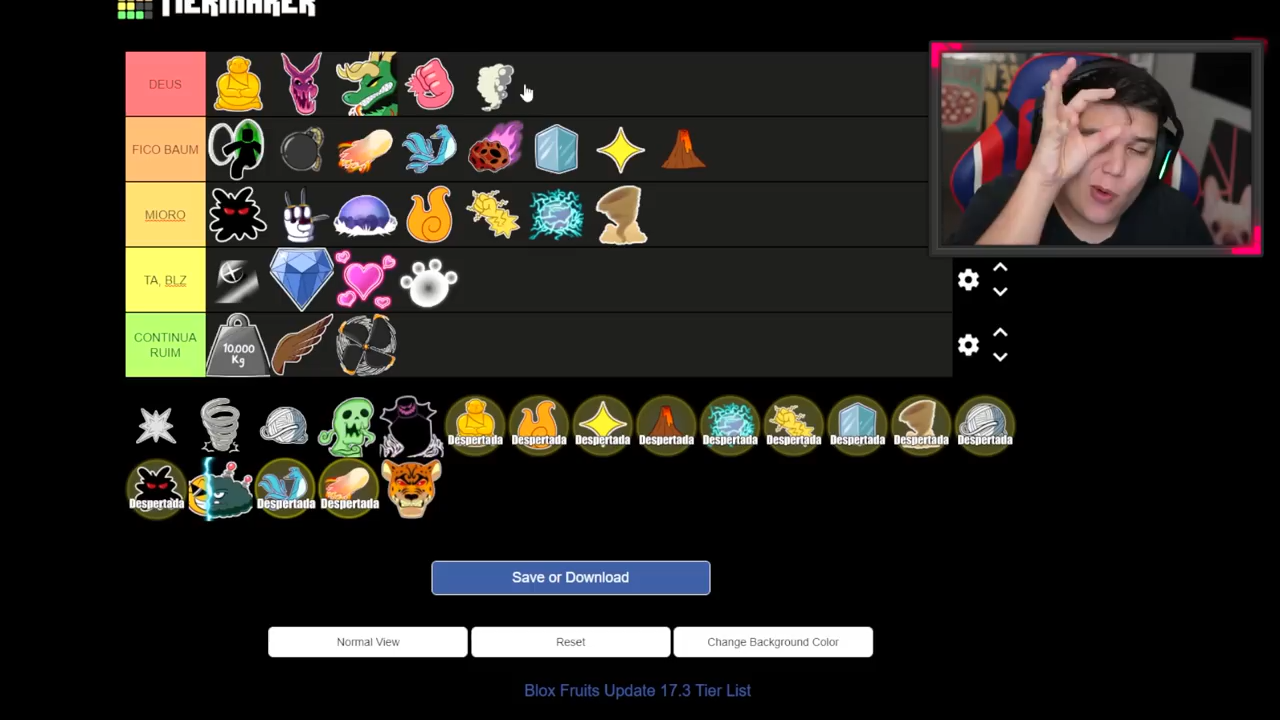 TIERMAKER
DEUS
FICO BAUM
MIORO
TA, BLZ
CONTINUA
RUIM
10.000
Kg
Despertada Despertada Despertada Despertada Despertada Despertada Despertada Despertada Despertada
Despertada Despertada Despertada
Save or Download
Normal View Reset Change Background Color
Blox Fruits Update 17.3 Tier List